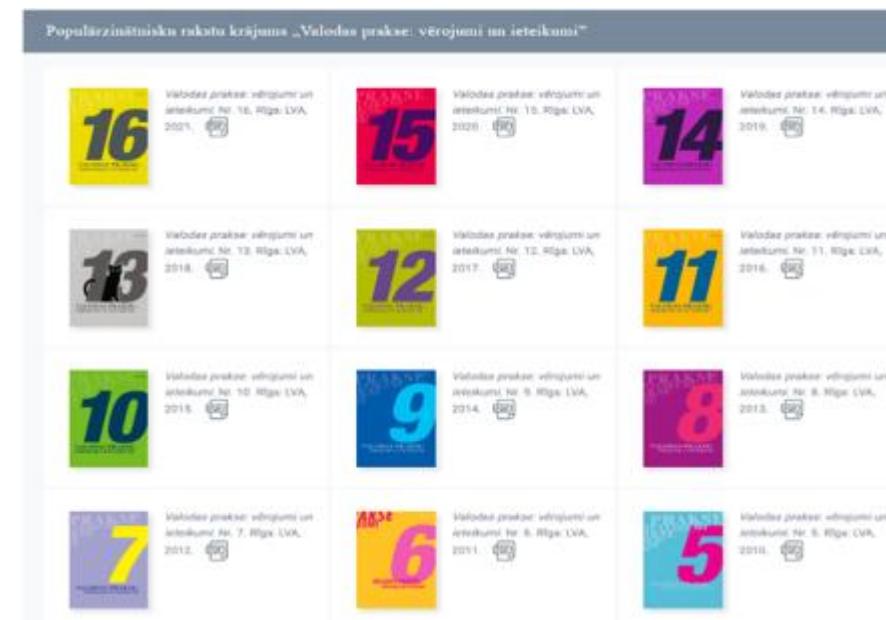 Populārzinātnisku rakstu krājums „Valodas prakse: vērojumi un ieteikumi”
16
Valodas prakse: vērojumi un
ieteikumi. Nr. 16. Rīga: LVA,
2021.
15
Valodas prakse: vērojumi un
ieteikumi. Nr. 15. Rīga: LVA,
2020.
14
Valodas prakse: vērojumi un
ieteikumi. Nr. 14. Rīga: LVA,
2019.
13
Valodas prakse: vērojumi un
ieteikumi. Nr. 13. Rīga: LVA,
2018.
12
Valodas prakse: vērojumi un
ieteikumi. Nr. 12. Rīga: LVA,
2017.
11
Valodas prakse: vērojumi un
ieteikumi. Nr. 11. Rīga: LVA,
2016.
10
Valodas prakse: vērojumi un
ieteikumi. Nr. 10. Rīga: LVA,
2015.
9
Valodas prakse: vērojumi un
ieteikumi. Nr. 9. Rīga: LVA,
2014.
8
Valodas prakse: vērojumi un
ieteikumi. Nr. 8. Rīga: LVA,
2013.
7
Valodas prakse: vērojumi un
ieteikumi. Nr. 7. Rīga: LVA,
2012.
6
Valodas prakse: vērojumi un
ieteikumi. Nr. 6. Rīga: LVA,
2011.
5
Valodas prakse: vērojumi un
ieteikumi. Nr. 5. Rīga: LVA,
2010.